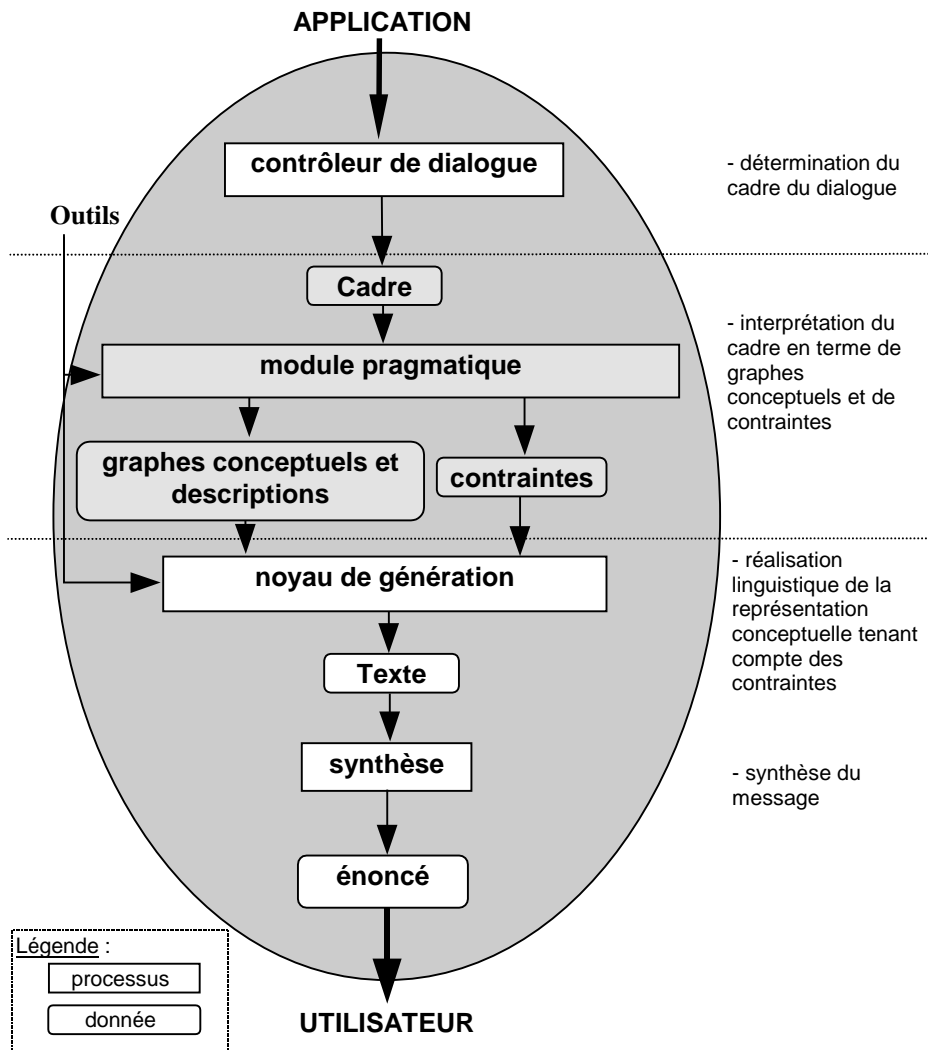 APPLICATION
contrôleur de dialogue
- détermination du
cadre du dialogue
Outils
Cadre
- interprétation du
cadre en terme de
graphes
conceptuels et de
contraintes
module pragmatique
graphes conceptuels et
descriptions
contraintes
- réalisation
linguistique de la
représentation
conceptuelle tenant
compte des
contraintes
noyau de génération
Texte
synthèse
- synthèse du
message
énoncé
Légende :
processus
donnée
UTILISATEUR